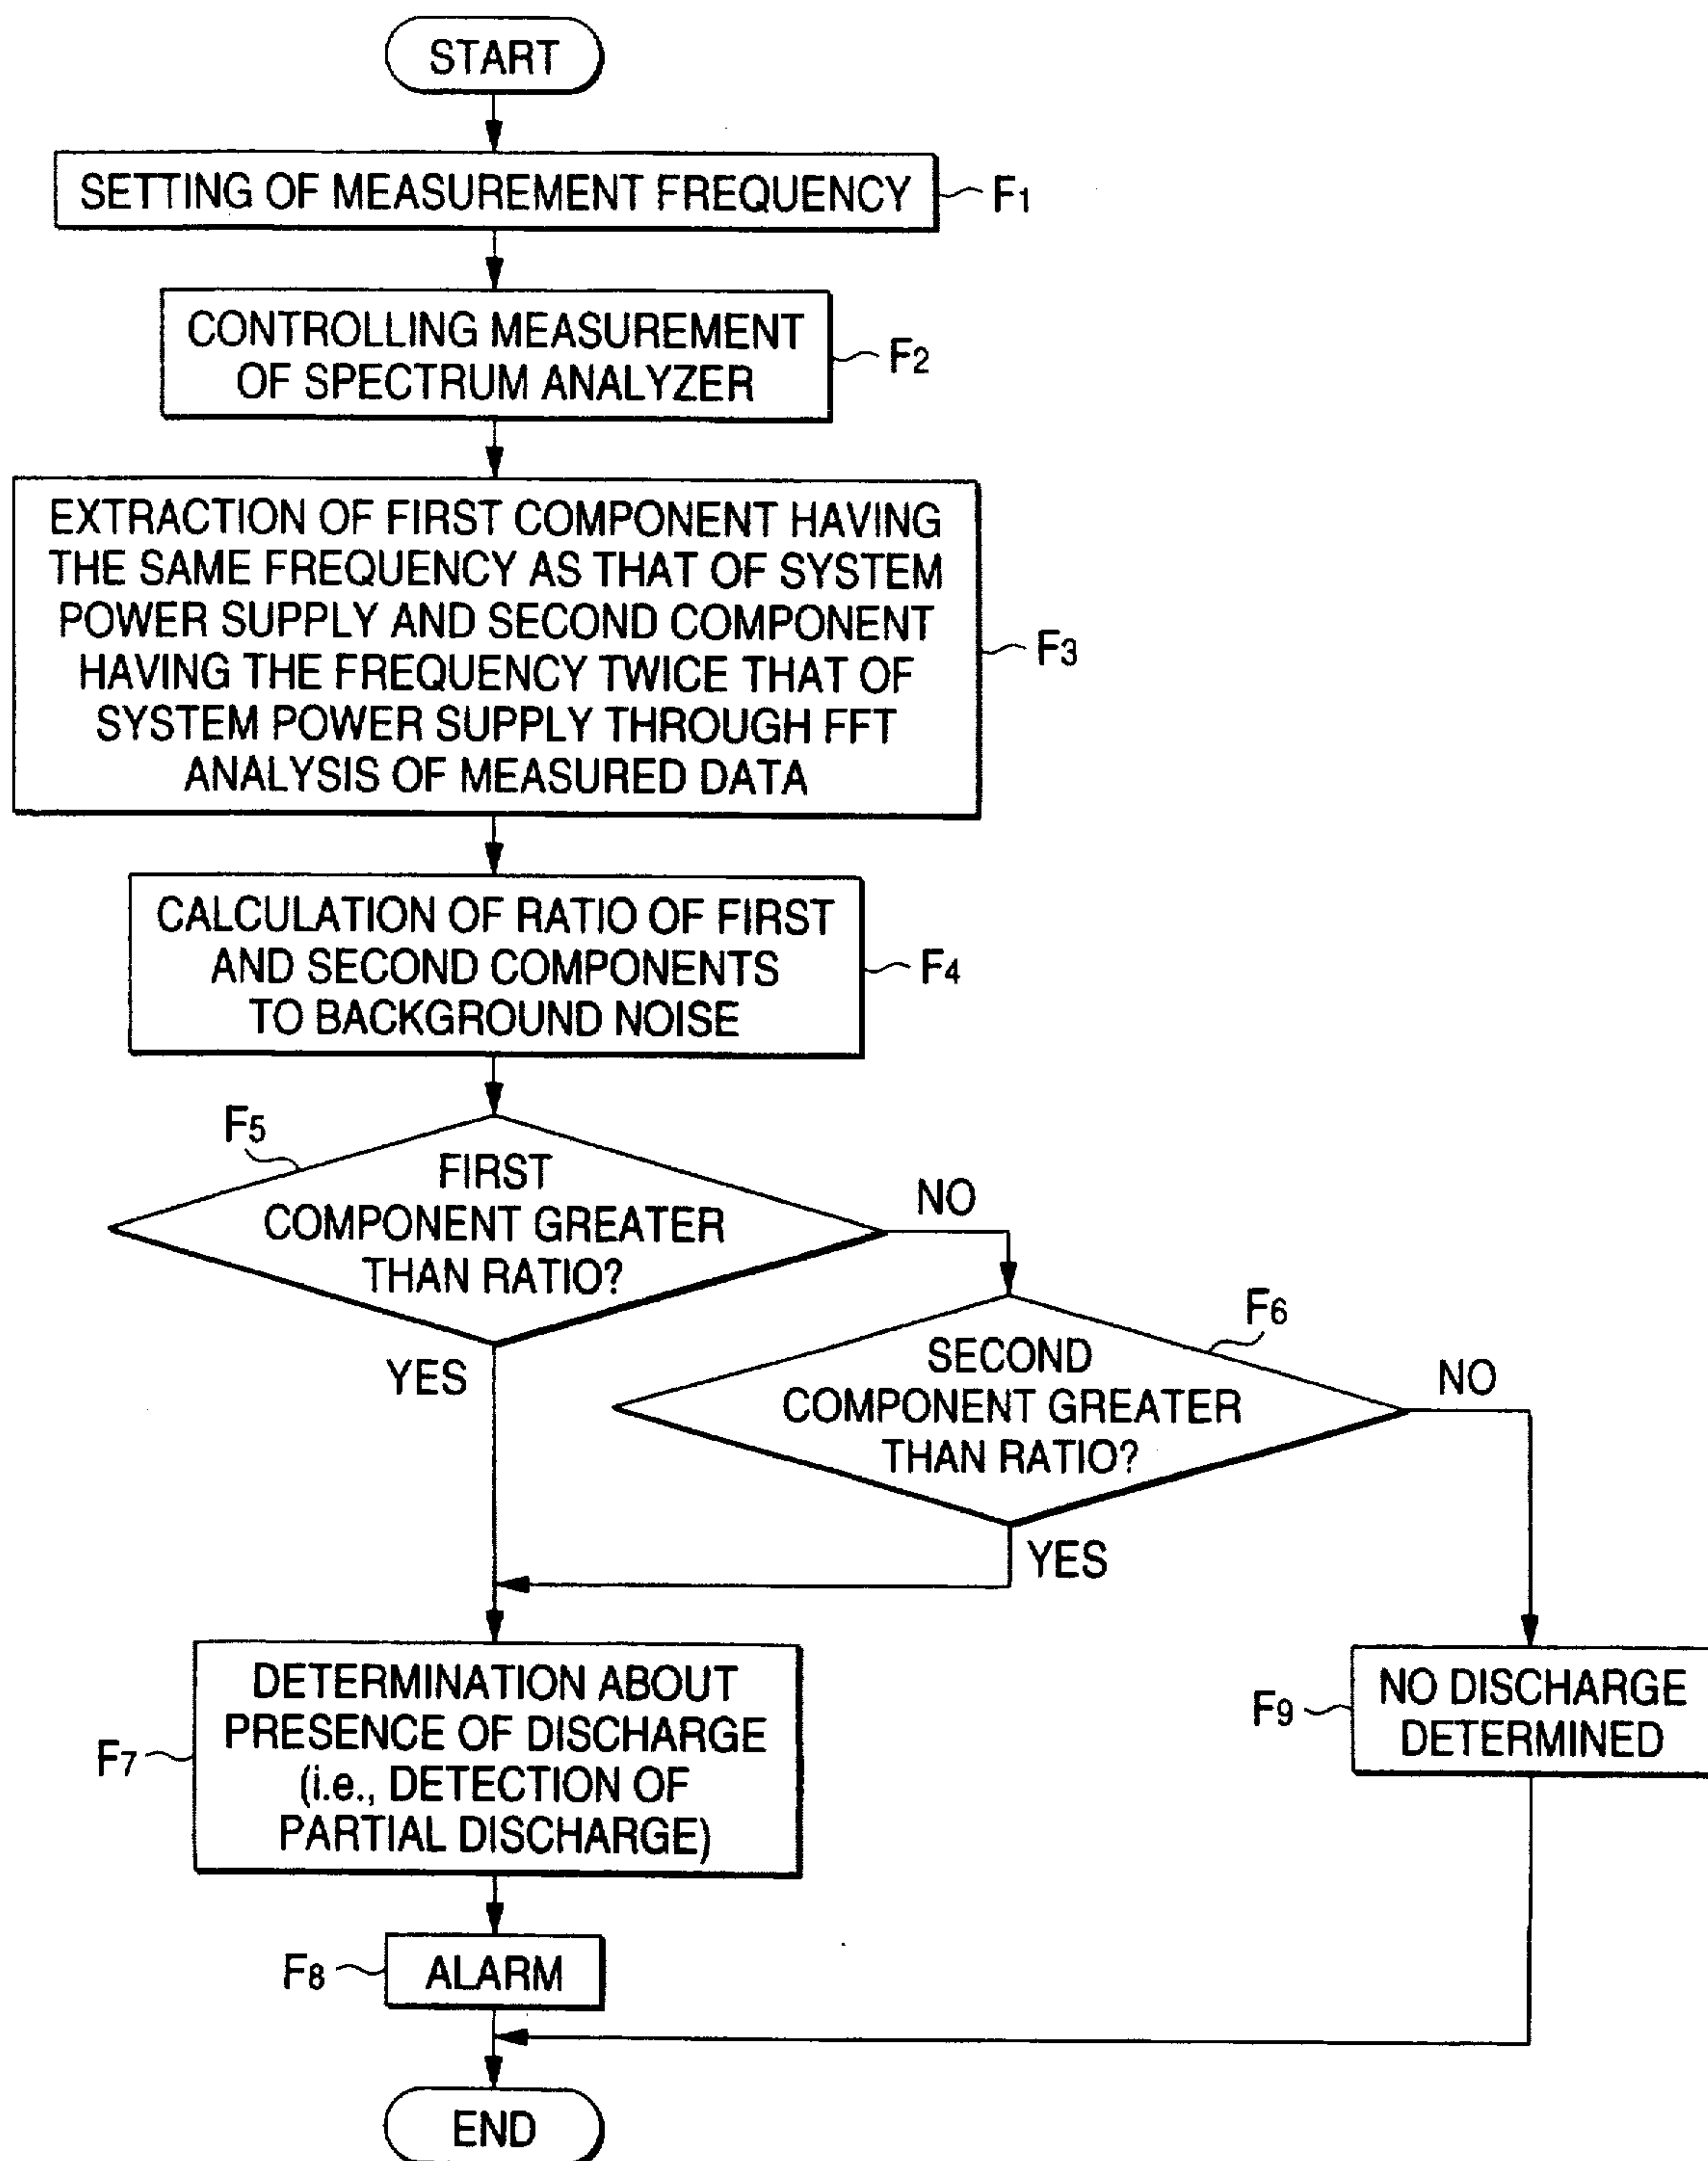 START
SETTING OF MEASUREMENT FREQUENCY
F1
CONTROLLING MEASUREMENT
OF SPECTRUM ANALYZER
F2
EXTRACTION OF FIRST COMPONENT HAVING
THE SAME FREQUENCY AS THAT OF SYSTEM
POWER SUPPLY AND SECOND COMPONENT
HAVING THE FREQUENCY TWICE THAT OF
SYSTEM POWER SUPPLY THROUGH FFT
ANALYSIS OF MEASURED DATA
F3
CALCULATION OF RATIO OF FIRST
AND SECOND COMPONENTS
TO BACKGROUND NOISE
F4
F5
FIRST
COMPONENT GREATER
THAN RATIO?
NO
YES
F6
SECOND
COMPONENT GREATER
THAN RATIO?
NO
YES
DETERMINATION ABOUT
PRESENCE OF DISCHARGE
(i.e., DETECTION OF
PARTIAL DISCHARGE)
F7
NO DISCHARGE
DETERMINED
F9
F8
ALARM
END